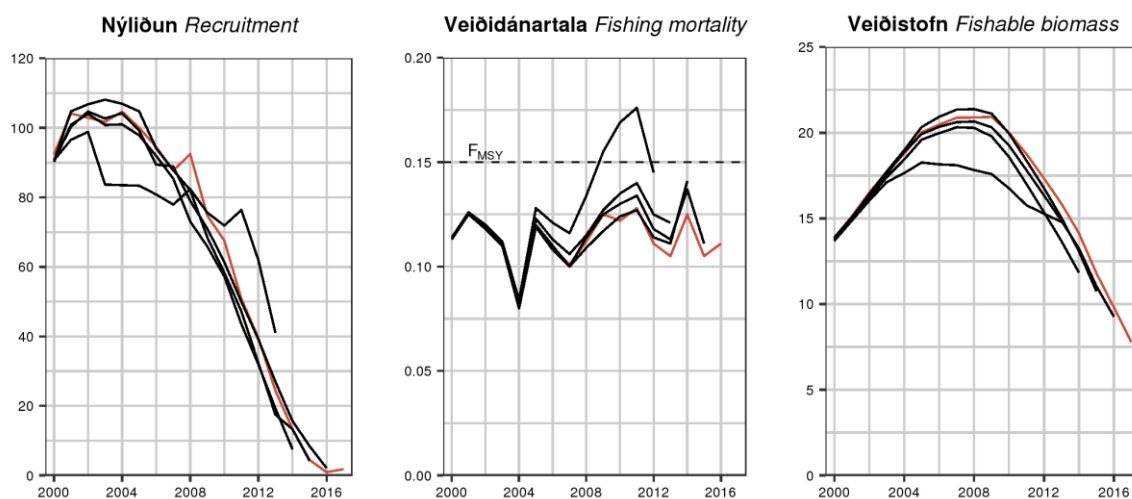 Nýliðun Recruitment
120
100
80
60
40
20
0
2000 2004 2008 2012 2016
Veiðidánartala Fishing mortality
0.20
0.15
0.10
0.05
0.00
FMSY
2000 2004 2008 2012 2016
Veiðistofn Fishable biomass
25
20
15
10
5
0
2000 2004 2008 2012 2016